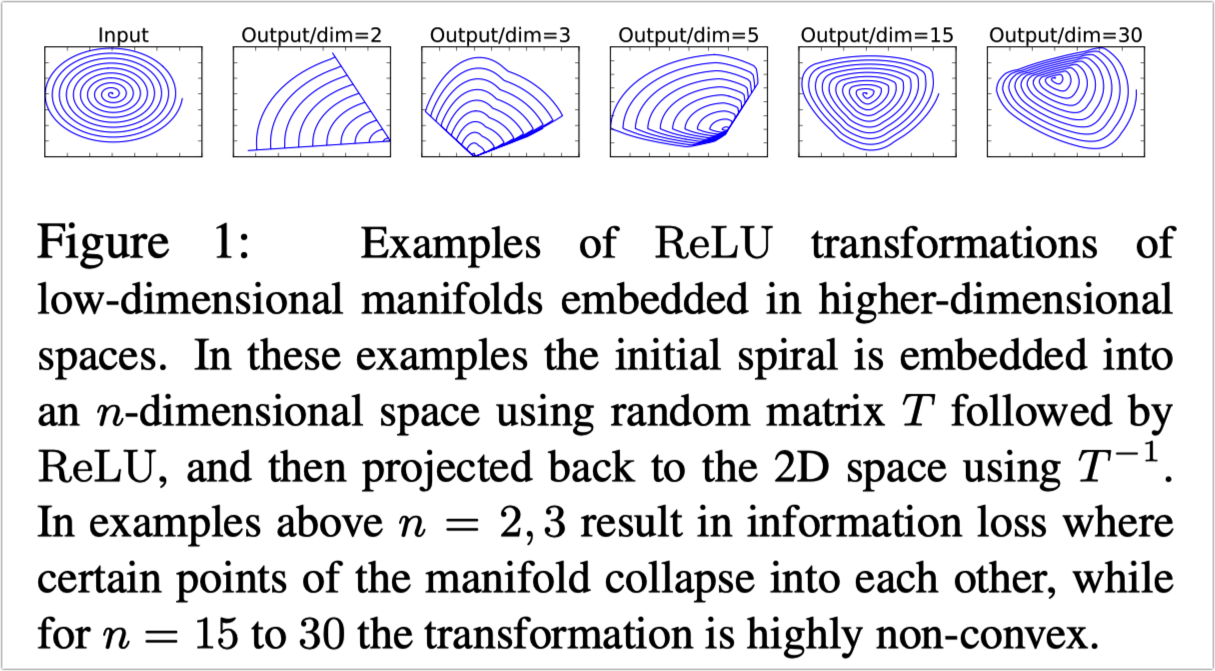 Input Output/dim=2 Output/dim=3 Output/dim=5 Output/dim=15 Output/dim=30
Figure 1: Examples of ReLU transformations of
low-dimensional manifolds embedded in higher-dimensional
spaces. In these examples the initial spiral is embedded into
an n-dimensional space using random matrix T followed by
ReLU, and then projected back to the 2D space using T⁻¹.
In examples above n = 2, 3 result in information loss where
certain points of the manifold collapse into each other, while
for n = 15 to 30 the transformation is highly non-convex.